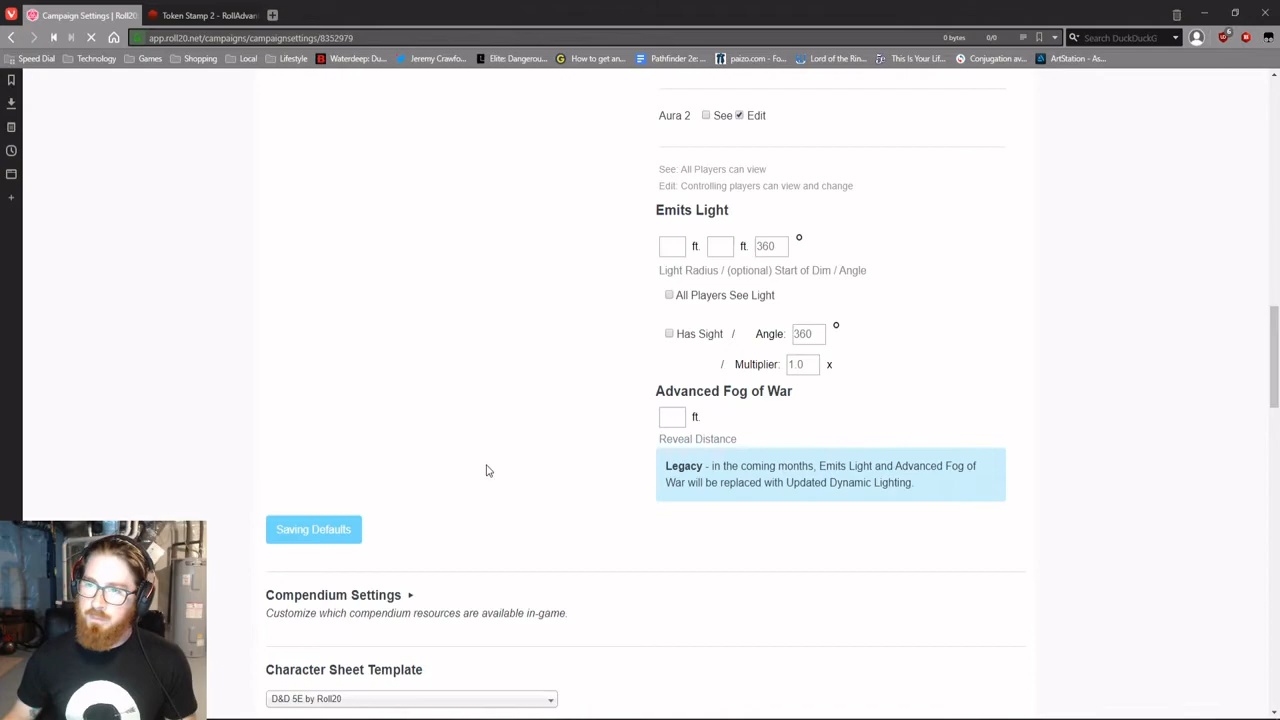 Campaign Settings | Roll20
Token Stamp 2 - RollAdvan
app.roll20.net/campaigns/campaignsettings/8352979
0 bytes
0/0
Search DuckDuckG
Speed Dial
Technology
Games
Shopping
Local
Lifestyle
Waterdeep: Du...
Jeremy Crawfo...
Elite: Dangerou...
How to get an...
Pathfinder 2e: ...
paizo.com - Fo...
Lord of the Rin...
This Is Your Lif...
Conjugation av...
ArtStation - As...
Aura 2 See Edit
See: All Players can view
Edit: Controlling players can view and change
Emits Light
ft. ft. 360 °
Light Radius / (optional) Start of Dim / Angle
All Players See Light
Has Sight / Angle: 360 °
/ Multiplier: 1.0 x
Advanced Fog of War
ft.
Reveal Distance
Legacy - in the coming months, Emits Light and Advanced Fog of
War will be replaced with Updated Dynamic Lighting.
Saving Defaults
Compendium Settings
Customize which compendium resources are available in-game.
Character Sheet Template
D&D 5E by Roll20